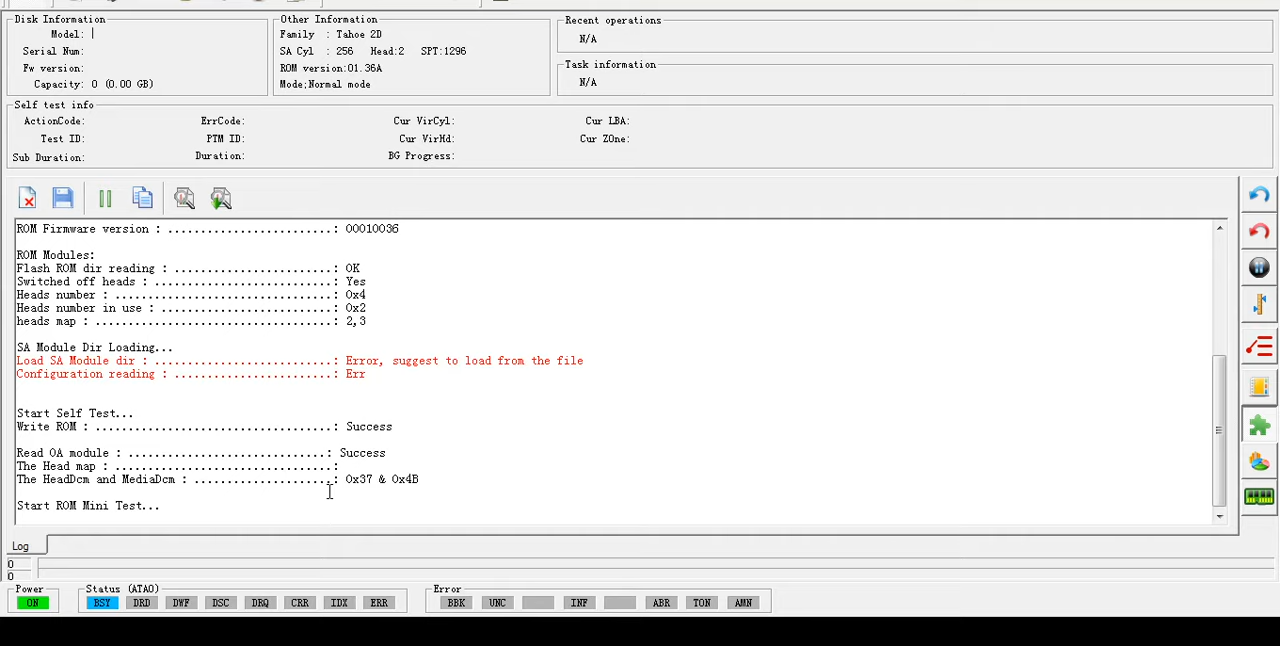 Disk Information
Model:
Serial Num:
Fw version:
Capacity: 0 (0.00 GB)
Other Information
Family : Tahoe 2D
SA Cyl : 256 Head:2 SPT:1296
ROM version:01.36A
Mode;Normal mode
Recent operations
N/A
Task information
N/A
Self test info
ActionCode: ErrCode: Cur VirCyl: Cur LBA:
Test ID: PTM ID: Cur VirHd: Cur ZOne:
Sub Duration: Duration: BG Progress:
ROM Firmware version : .........................: 00010036
ROM Modules:
Flash ROM dir reading : ........................: OK
Switched off heads : ...........................: Yes
Heads number : .................................: 0x4
Heads number in use : ..........................: 0x2
heads map : ....................................: 2,3
SA Module Dir Loading...
Load SA Module dir : ...........................: Error, suggest to load from the file
Configuration reading : ........................: Err
Start Self Test...
Write ROM : ....................................: Success
Read 0A module : ..............................: Success
The Head map : .................................:
The HeadDcm and MediaDcm : .....................: 0x37 & 0x4B
Start ROM Mini Test...
Log
0
0
Power
ON
Status (ATA0)
BSY DRD DWF DSC DRQ CRR IDX ERR
Error
BBK UNC INF ABR TON AMN